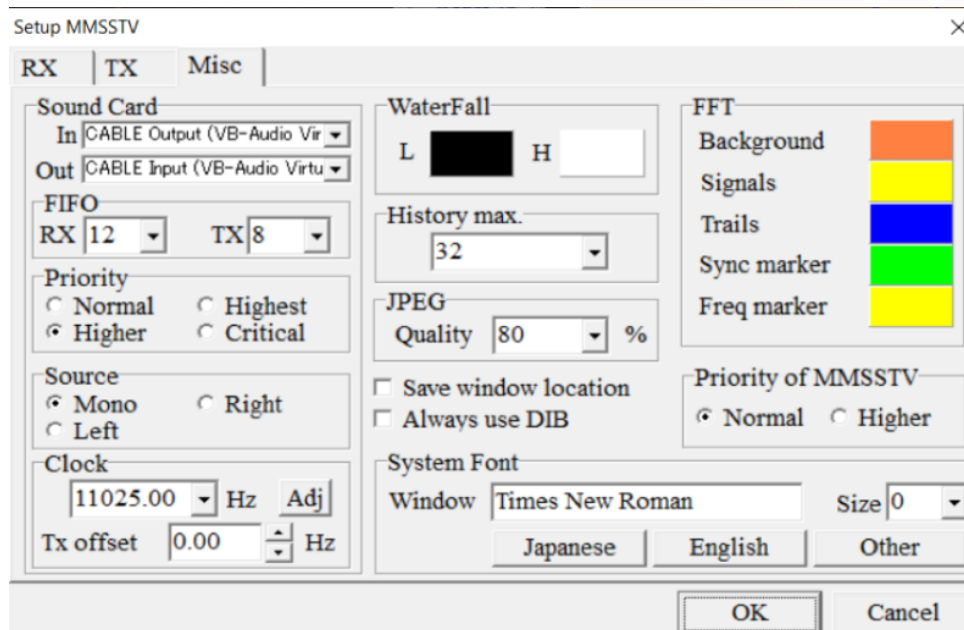 Setup MMSSTV
RX TX Misc
Sound Card
In CABLE Output (VB-Audio Vir
Out CABLE Input (VB-Audio Virtu
FIFO
RX 12 TX 8
Priority
Normal Highest
Higher Critical
Source
Mono Right
Left
Clock
11025.00 Hz Adj
Tx offset 0.00 Hz
WaterFall
L H
History max.
32
JPEG
Quality 80 %
Save window location
Always use DIB
FFT
Background
Signals
Trails
Sync marker
Freq marker
Priority of MMSSTV
Normal Higher
System Font
Window Times New Roman Size 0
Japanese English Other
OK Cancel